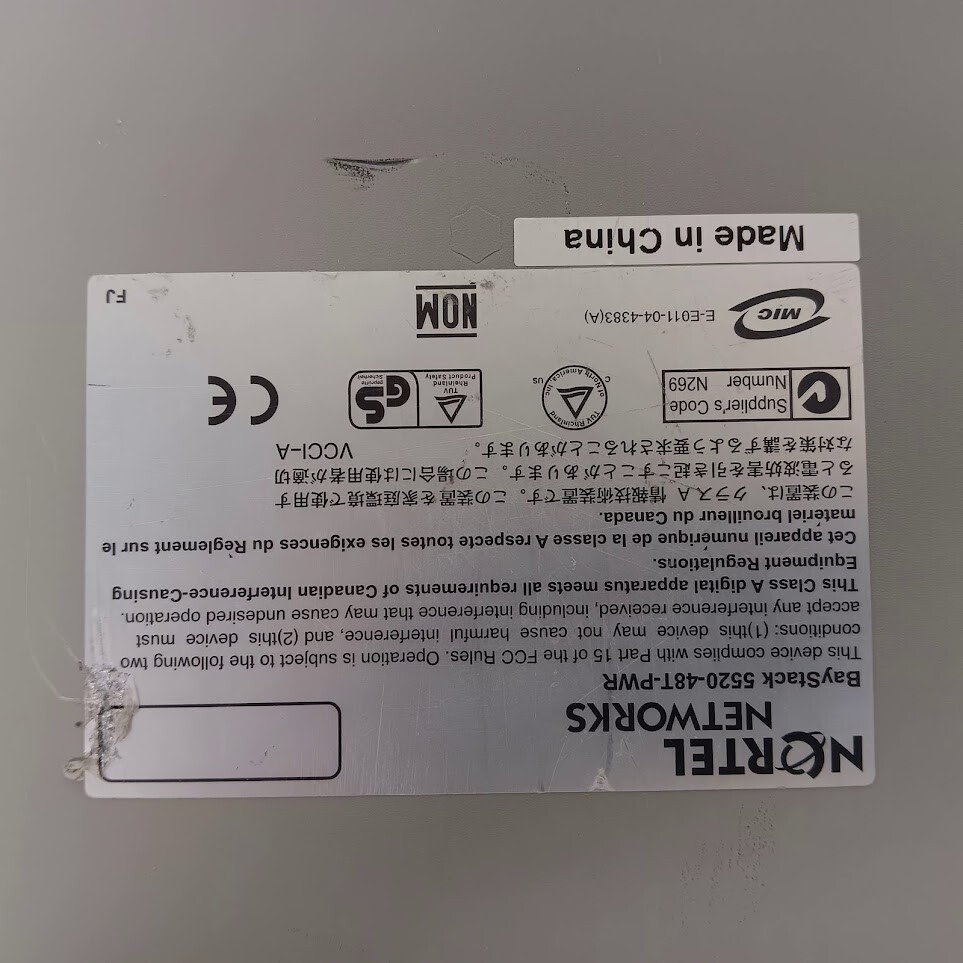 NORTEL
NETWORKS
BayStack 5520-48T-PWR
This device complies with Part 15 of the FCC Rules. Operation is subject to the following two
conditions: (1)this device may not cause harmful interference, and (2)this device must
accept any interference received, including interference that may cause undesired operation.
This Class A digital apparatus meets all requirements of Canadian Interference-Causing
Equipment Regulations.
Cet appareil numérique de la classe A respecte toutes les exigences du Règlement sur le
matériel brouilleur du Canada.
この装置は、クラスA 情報技術装置です。この装置を家庭環境で使用す
ると電波妨害を引き起こすことがあります。この場合には使用者が適切
な対策を講ずるよう要求されることがあります。 VCCI-A
Supplier's Code
Number N269
TUV Rheinland
of North America, Inc.
C US
TUV
Rheinland
Product Safety
GS
geprüfte
Sicherheit
CE
MIC
E-E011-04-4383(A)
NOM
FJ
Made in China